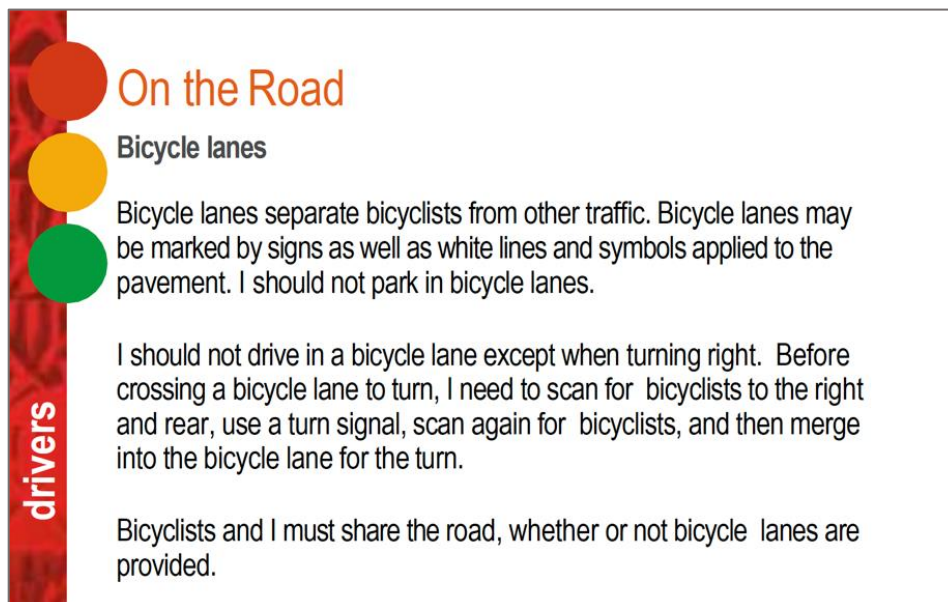 On the Road
Bicycle lanes
Bicycle lanes separate bicyclists from other traffic. Bicycle lanes may
be marked by signs as well as white lines and symbols applied to the
pavement. I should not park in bicycle lanes.
I should not drive in a bicycle lane except when turning right. Before
crossing a bicycle lane to turn, I need to scan for bicyclists to the right
and rear, use a turn signal, scan again for bicyclists, and then merge
into the bicycle lane for the turn.
Bicyclists and I must share the road, whether or not bicycle lanes are
provided.
drivers